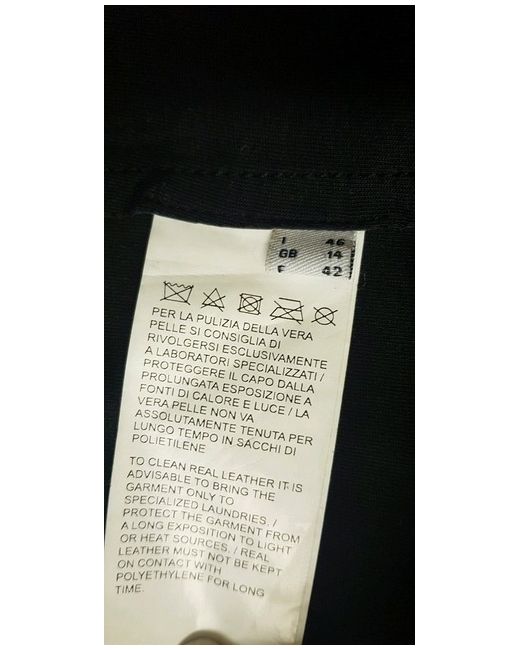 I 46
GB 14
F 42
PER LA PULIZIA DELLA VERA
PELLE SI CONSIGLIA DI
RIVOLGERSI ESCLUSIVAMENTE
A LABORATORI SPECIALIZZATI /
PROTEGGERE IL CAPO DALLA
PROLUNGATA ESPOSIZIONE A
FONTI DI CALORE E LUCE / LA
VERA PELLE NON VA
ASSOLUTAMENTE TENUTA PER
LUNGO TEMPO IN SACCHI DI
POLIETILENE
TO CLEAN REAL LEATHER IT IS
ADVISABLE TO BRING THE
GARMENT ONLY TO
SPECIALIZED LAUNDRIES. /
PROTECT THE GARMENT FROM
A LONG EXPOSITION TO LIGHT
OR HEAT SOURCES. / REAL
LEATHER MUST NOT BE KEPT
ON CONTACT WITH
POLYETHYLENE FOR LONG
TIME.